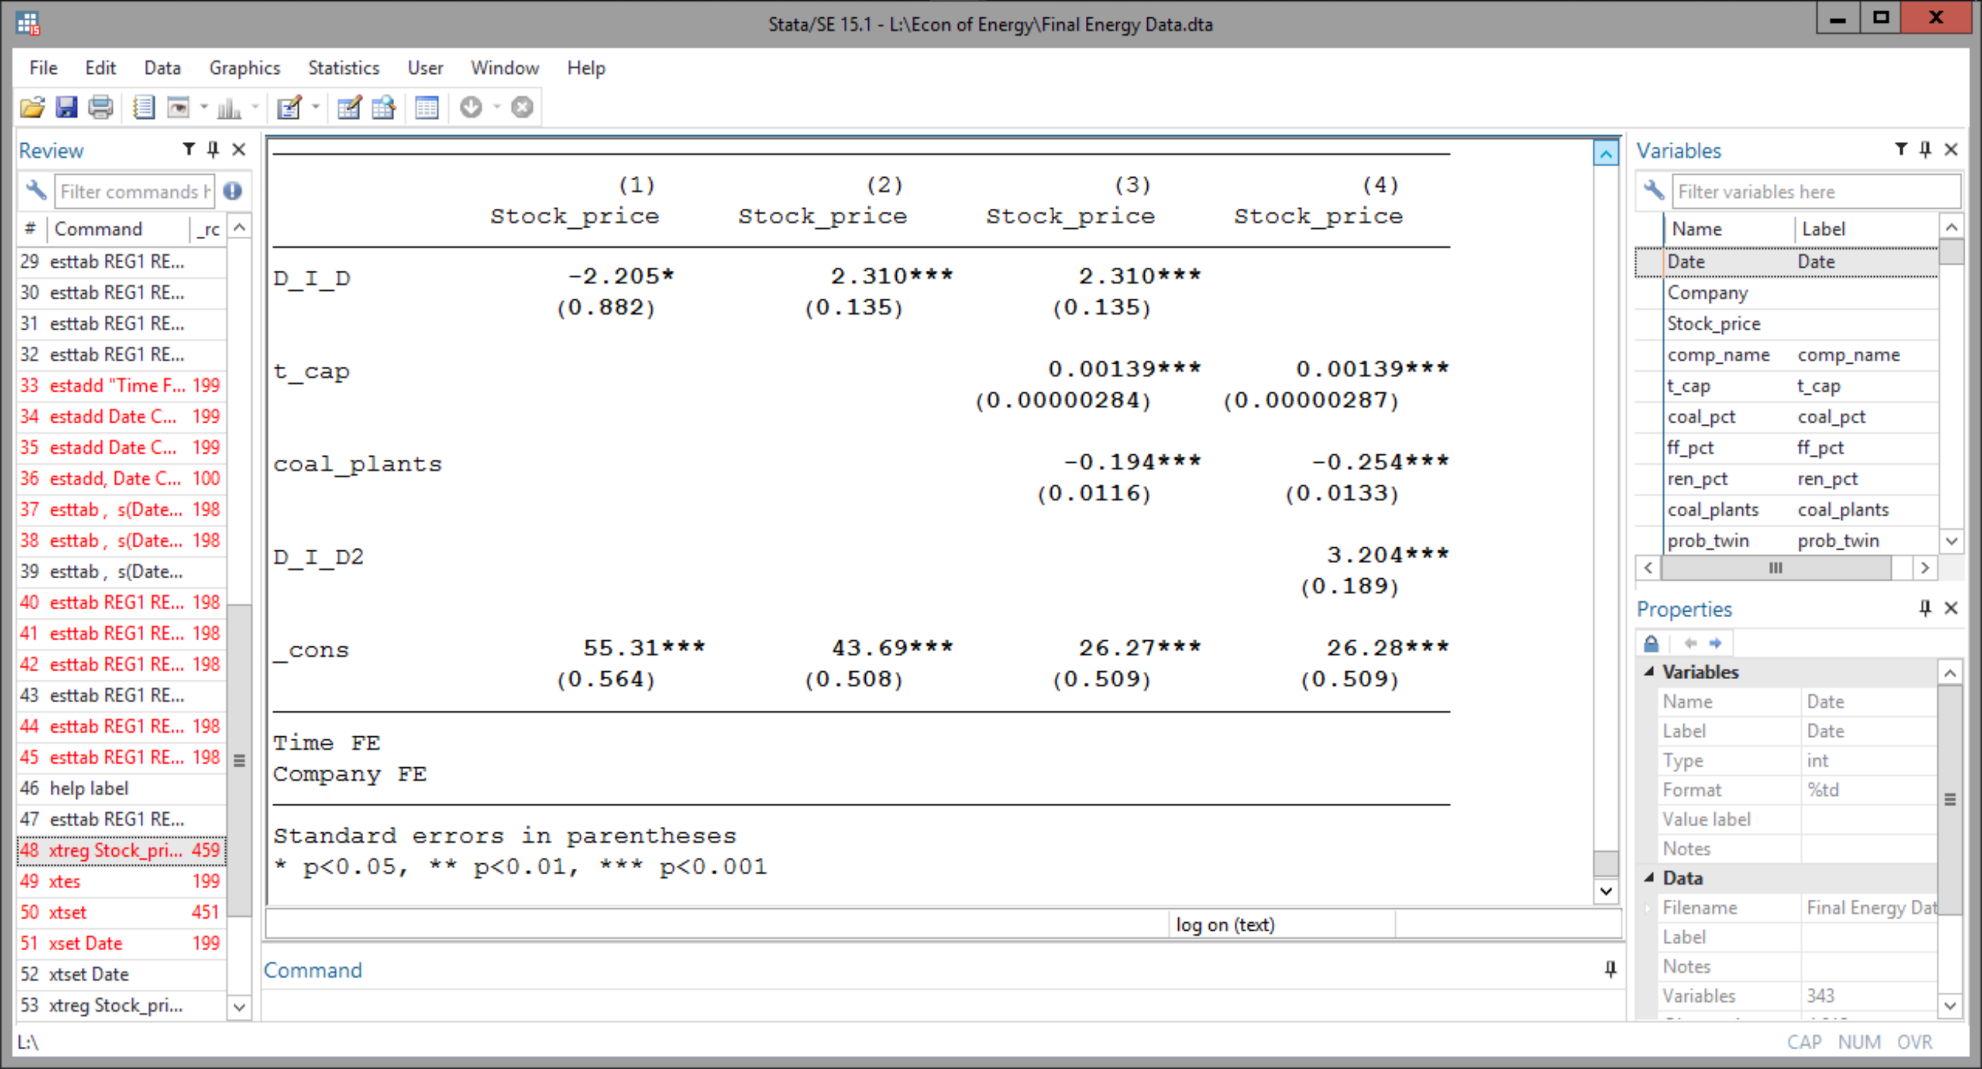 Stata/SE 15.1 - L:\Econ of Energy\Final Energy Data.dta
File Edit Data Graphics Statistics User Window Help
Review
Filter commands h
# Command _rc
29 esttab REG1 RE...
30 esttab REG1 RE...
31 esttab REG1 RE...
32 esttab REG1 RE...
33 estadd "Time F... 199
34 estadd Date C... 199
35 estadd Date C... 199
36 estadd, Date C... 100
37 esttab , s(Date... 198
38 esttab , s(Date... 198
39 esttab , s(Date...
40 esttab REG1 RE... 198
41 esttab REG1 RE... 198
42 esttab REG1 RE... 198
43 esttab REG1 RE...
44 esttab REG1 RE... 198
45 esttab REG1 RE... 198
46 help label
47 esttab REG1 RE...
48 xtreg Stock_pri... 459
49 xtes 199
50 xtset 451
51 xset Date 199
52 xtset Date
53 xtreg Stock_pri...
(1) (2) (3) (4)
Stock_price Stock_price Stock_price Stock_price
D_I_D -2.205* 2.310*** 2.310***
(0.882) (0.135) (0.135)
t_cap 0.00139*** 0.00139***
(0.00000284) (0.00000287)
coal_plants -0.194*** -0.254***
(0.0116) (0.0133)
D_I_D2 3.204***
(0.189)
_cons 55.31*** 43.69*** 26.27*** 26.28***
(0.564) (0.508) (0.509) (0.509)
Time FE
Company FE
Standard errors in parentheses
* p<0.05, ** p<0.01, *** p<0.001
log on (text)
Command
Variables
Filter variables here
Name Label
Date Date
Company
Stock_price
comp_name comp_name
t_cap t_cap
coal_pct coal_pct
ff_pct ff_pct
ren_pct ren_pct
coal_plants coal_plants
prob_twin prob_twin
Properties
Variables
Name Date
Label Date
Type int
Format %td
Value label
Notes
Data
Filename Final Energy Dat
Label
Notes
Variables 343
L:\
CAP NUM OVR